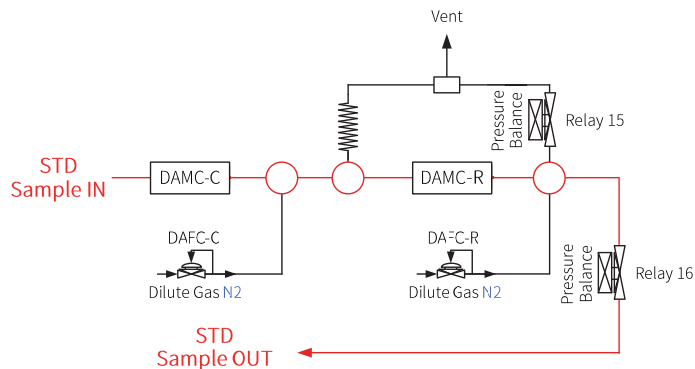 Vent
Pressure
Balance
Relay 15
STD
Sample IN
DAMC-C
DAMC-R
DAFC-C
DAFC-R
Dilute Gas N2
Dilute Gas N2
Pressure
Balance
Relay 16
STD
Sample OUT